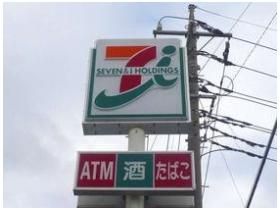 SEVEN & I HOLDINGS
ATM 酒 たばこ